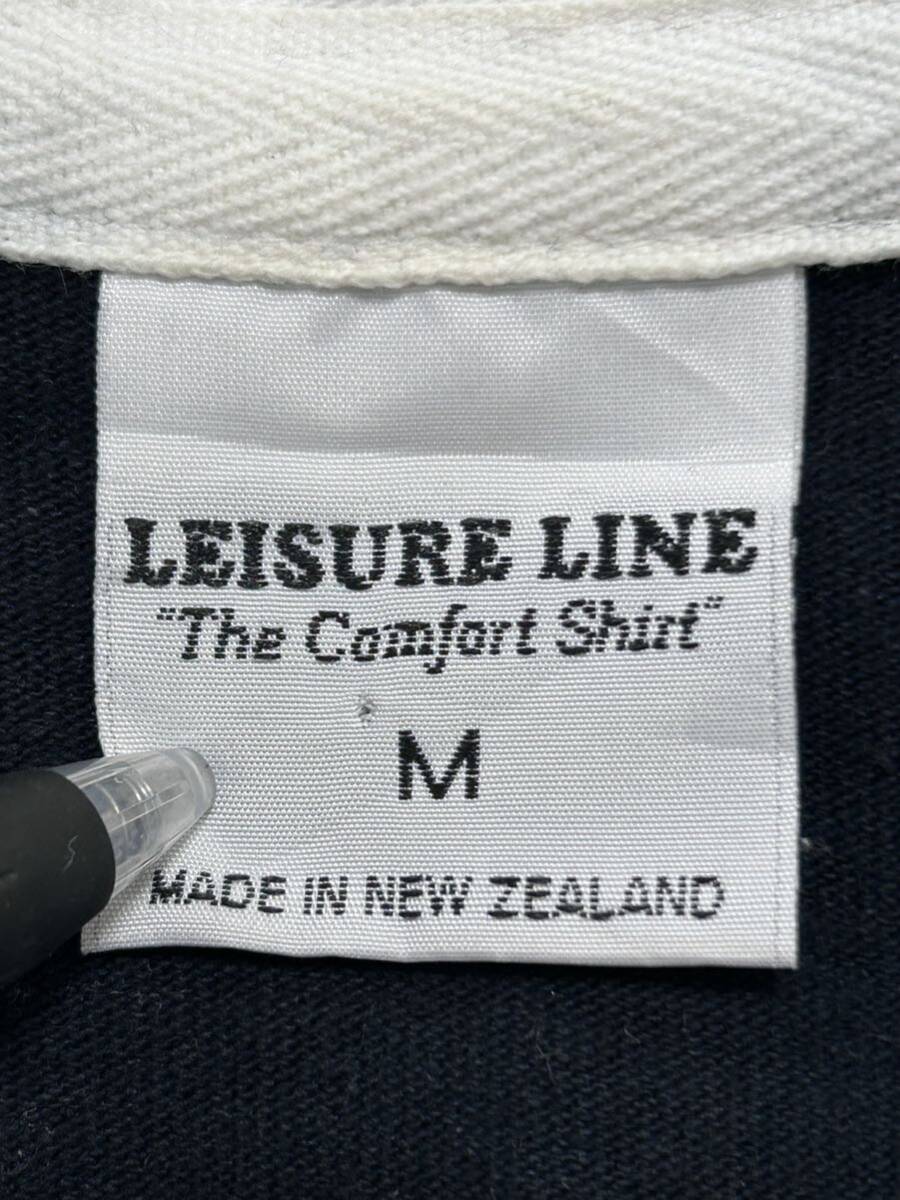 LEISURE LINE
"The Comfort Shirt"
M
MADE IN NEW ZEALAND